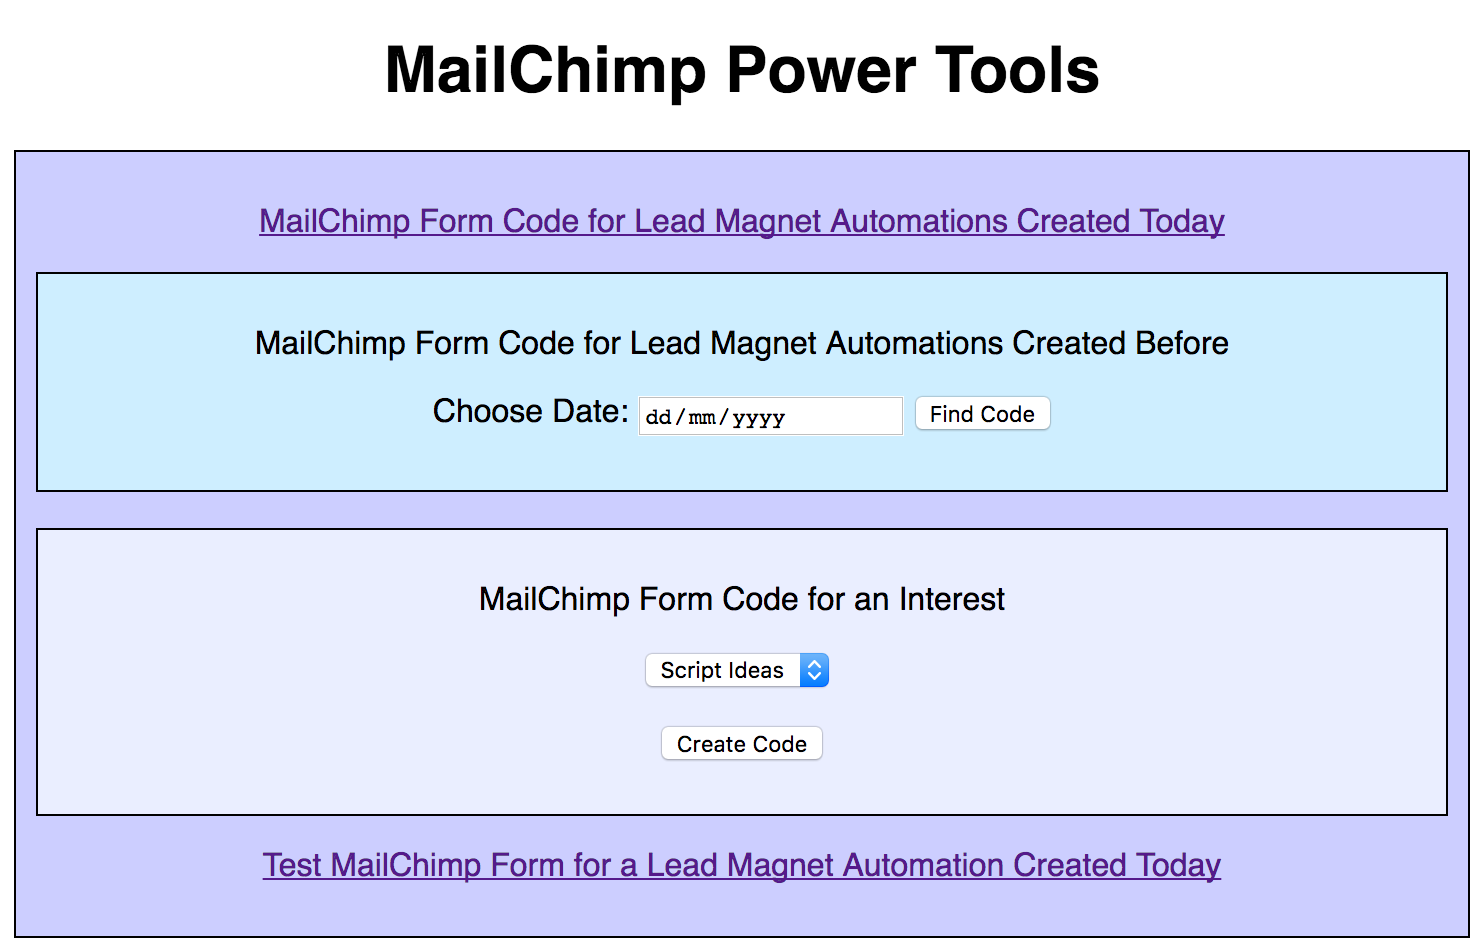 MailChimp Power Tools
MailChimp Form Code for Lead Magnet Automations Created Today
MailChimp Form Code for Lead Magnet Automations Created Before
Choose Date: dd/mm/yyyy Find Code
MailChimp Form Code for an Interest
Script Ideas
Create Code
Test MailChimp Form for a Lead Magnet Automation Created Today